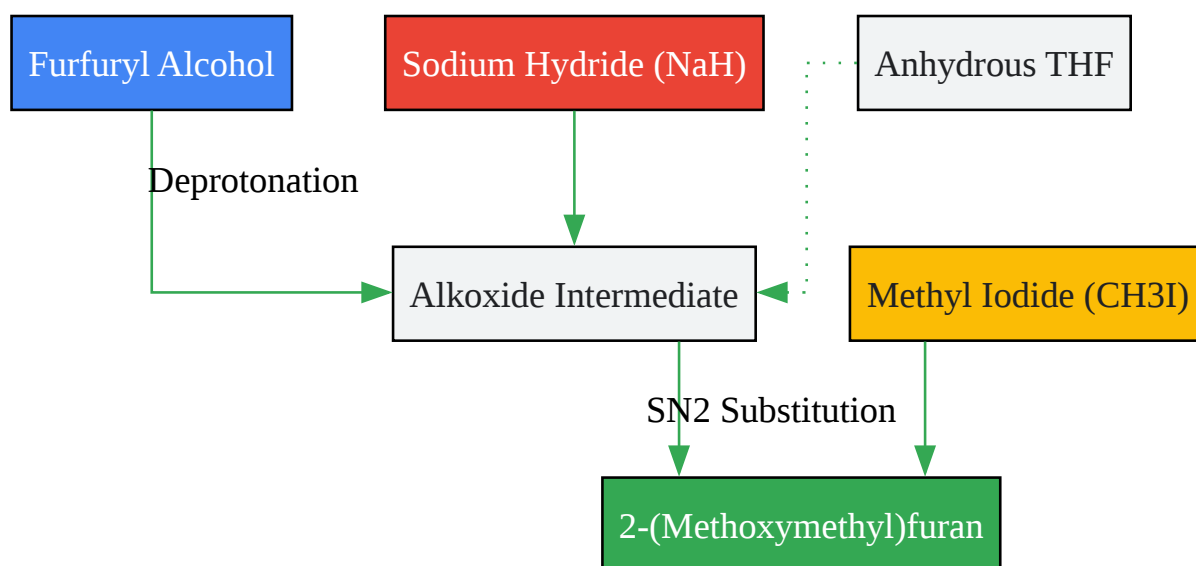 Furfuryl Alcohol
Sodium Hydride (NaH)
Anhydrous THF
Deprotonation
Alkoxide Intermediate
Methyl Iodide (CH3I)
SN2 Substitution
2-(Methoxymethyl)furan